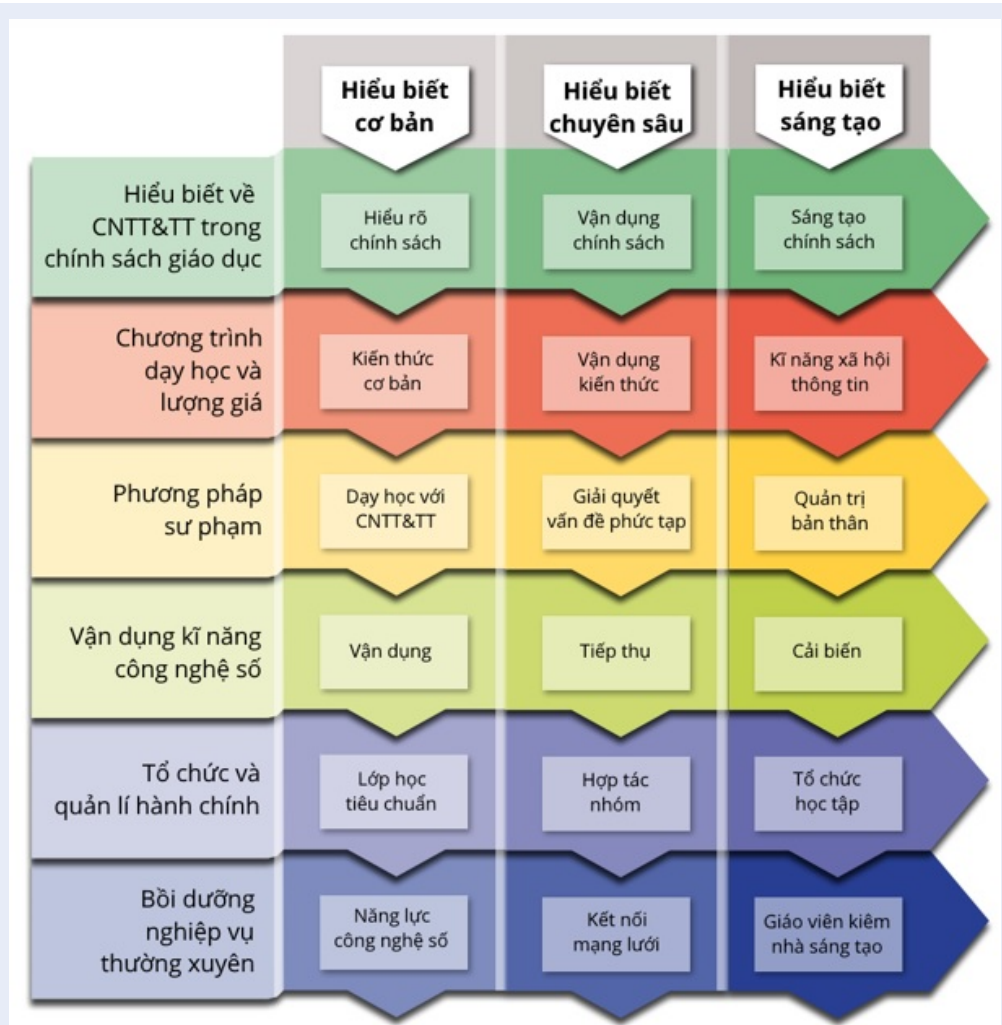 Hiểu biết
cơ bản
Hiểu biết
chuyên sâu
Hiểu biết
sáng tạo
Hiểu biết về
CNTT&TT trong
chính sách giáo dục
Hiểu rõ
chính sách
Vận dụng
chính sách
Sáng tạo
chính sách
Chương trình
dạy học và
lượng giá
Kiến thức
cơ bản
Vận dụng
kiến thức
Kĩ năng xã hội
thông tin
Phương pháp
sư phạm
Dạy học với
CNTT&TT
Giải quyết
vấn đề phức tạp
Quản trị
bản thân
Vận dụng kĩ năng
công nghệ số
Vận dụng
Tiếp thụ
Cải biến
Tổ chức và
quản lí hành chính
Lớp học
tiêu chuẩn
Hợp tác
nhóm
Tổ chức
học tập
Bồi dưỡng
nghiệp vụ
thường xuyên
Năng lực
công nghệ số
Kết nối
mạng lưới
Giáo viên kiêm
nhà sáng tạo